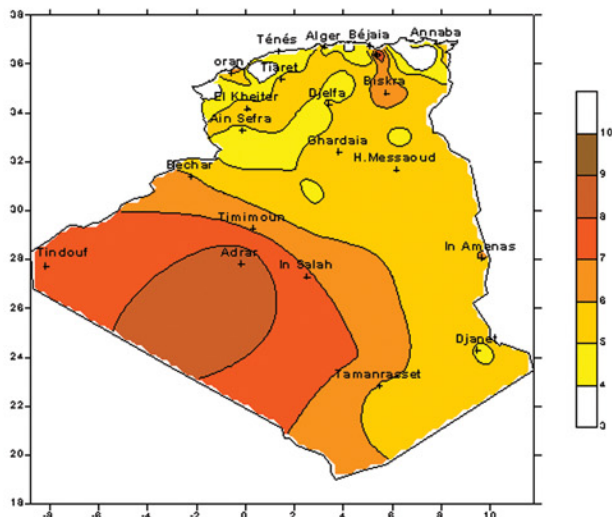 38
36
34
32
30
28
26
24
22
20
18
-8 -6 -4 -2 0 2 4 6 8 10
Ténés Alger Béjaia Annaba
oran Tiaret Biskra
El Kheiter Djelfa
Ain Sefra
Ghardaia
H.Messaoud
Bechar
Timimoun
Tindouf Adrar In Salah In Amenas
Djanet
Tamanrasset
10
9
8
7
6
5
4
3